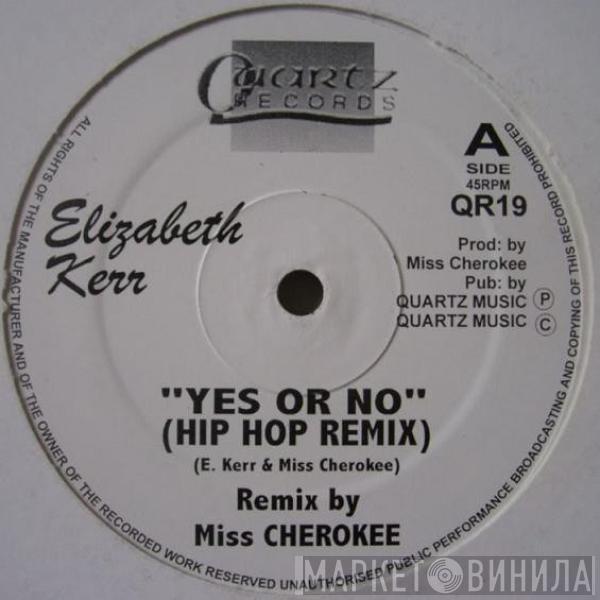 Quartz
RECORDS
A
SIDE
45RPM
QR19
Elizabeth
Kerr
Prod: by
Miss Cherokee
Pub: by
QUARTZ MUSIC Ⓟ
QUARTZ MUSIC Ⓒ
"YES OR NO"
(HIP HOP REMIX)
(E. Kerr & Miss Cherokee)
Remix by
Miss CHEROKEE
ALL RIGHTS OF THE MANUFACTURER AND OF THE OWNER OF THE RECORDED WORK RESERVED UNAUTHORISED PUBLIC PERFORMANCE BROADCASTING AND COPYING OF THIS RECORD PROHIBITED
МАРКЕТ ВИНИЛА